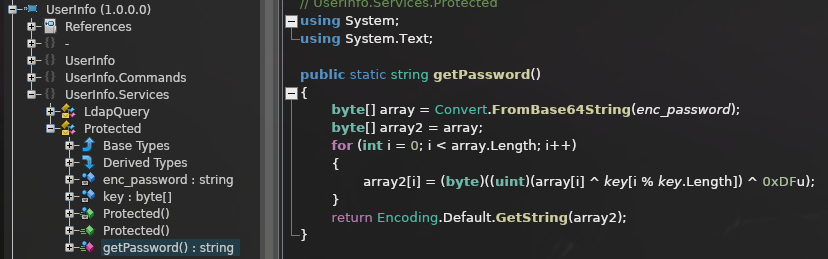 UserInfo (1.0.0.0)
References
-
UserInfo
UserInfo.Commands
UserInfo.Services
LdapQuery
Protected
Base Types
Derived Types
enc_password : string
key : byte[]
Protected()
Protected()
getPassword() : string
// UserInfo.Services.Protected
using System;
using System.Text;
public static string getPassword()
{
byte[] array = Convert.FromBase64String(enc_password);
byte[] array2 = array;
for (int i = 0; i < array.Length; i++)
{
array2[i] = (byte)((uint)(array[i] ^ key[i % key.Length]) ^ 0xDFu);
}
return Encoding.Default.GetString(array2);
}